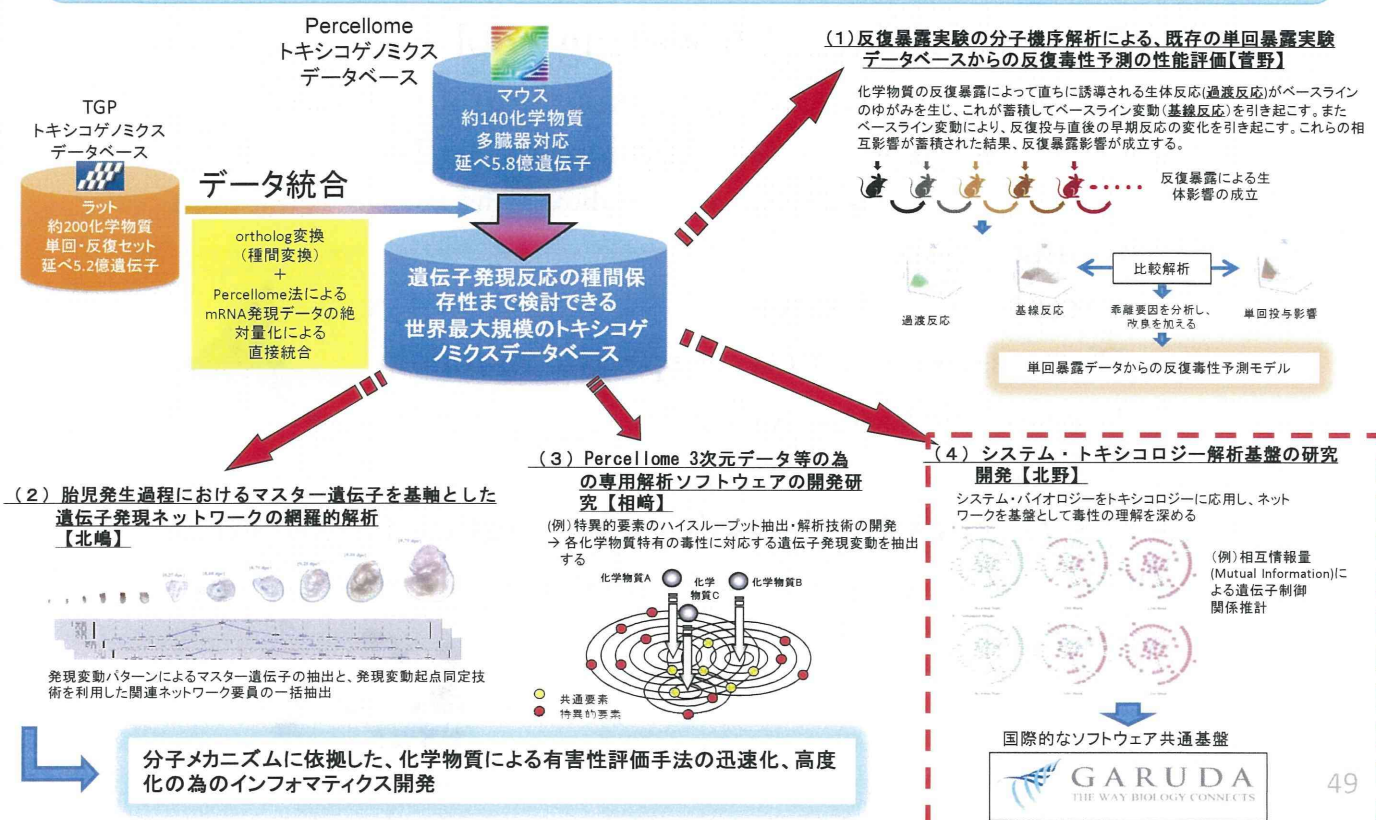 Percellome
トキシコゲノミクス
データベース
マウス
約140化学物質
多臓器対応
延べ5.8億遺伝子
TGP
トキシコゲノミクス
データベース
ラット
約200化学物質
単回・反復セット
延べ5.2億遺伝子
データ統合
ortholog変換
(種間変換)
+
Percellome法による
mRNA発現データの絶
対量化による
直接統合
遺伝子発現反応の種間保
存性まで検討できる
世界最大規模のトキシコゲ
ノミクスデータベース
(1)反復暴露実験の分子機序解析による、既存の単回暴露実験
データベースからの反復毒性予測の性能評価【菅野】
化学物質の反復暴露によって直ちに誘導される生体反応(過渡反応)がベースライン
のゆがみを生じ、これが蓄積してベースライン変動(基線反応)を引き起こす。また
ベースライン変動により、反復投与直後の早期反応の変化を引き起こす。これらの相
互影響が蓄積された結果、反復暴露影響が成立する。
反復暴露による生
体影響の成立
比較解析
過渡反応
基線反応
乖離要因を分析し、
改良を加える
単回投与影響
単回暴露データからの反復毒性予測モデル
(2)胎児発生過程におけるマスター遺伝子を基軸とした
遺伝子発現ネットワークの網羅的解析
【北嶋】
発現変動パターンによるマスター遺伝子の抽出と、発現変動起点同定技
術を利用した関連ネットワーク要員の一括抽出
(3)Percellome 3次元データ等の為
の専用解析ソフトウェアの開発研
究【相﨑】
(例)特異的要素のハイスループット抽出・解析技術の開発
→各化学物質特有の毒性に対応する遺伝子発現変動を抽出
する
化学物質A
化学
物質C
化学物質B
共通要素
特異的要素
(4)システム・トキシコロジー解析基盤の研究
開発【北野】
システム・バイオロジーをトキシコロジーに応用し、ネット
ワークを基盤として毒性の理解を深める
(例)相互情報量
(Mutual Information)に
よる遺伝子制御
関係推計
国際的なソフトウェア共通基盤
GARUDA
THE WAY BIOLOGY CONNECTS
分子メカニズムに依拠した、化学物質による有害性評価手法の迅速化、高度
化の為のインフォマティクス開発
49